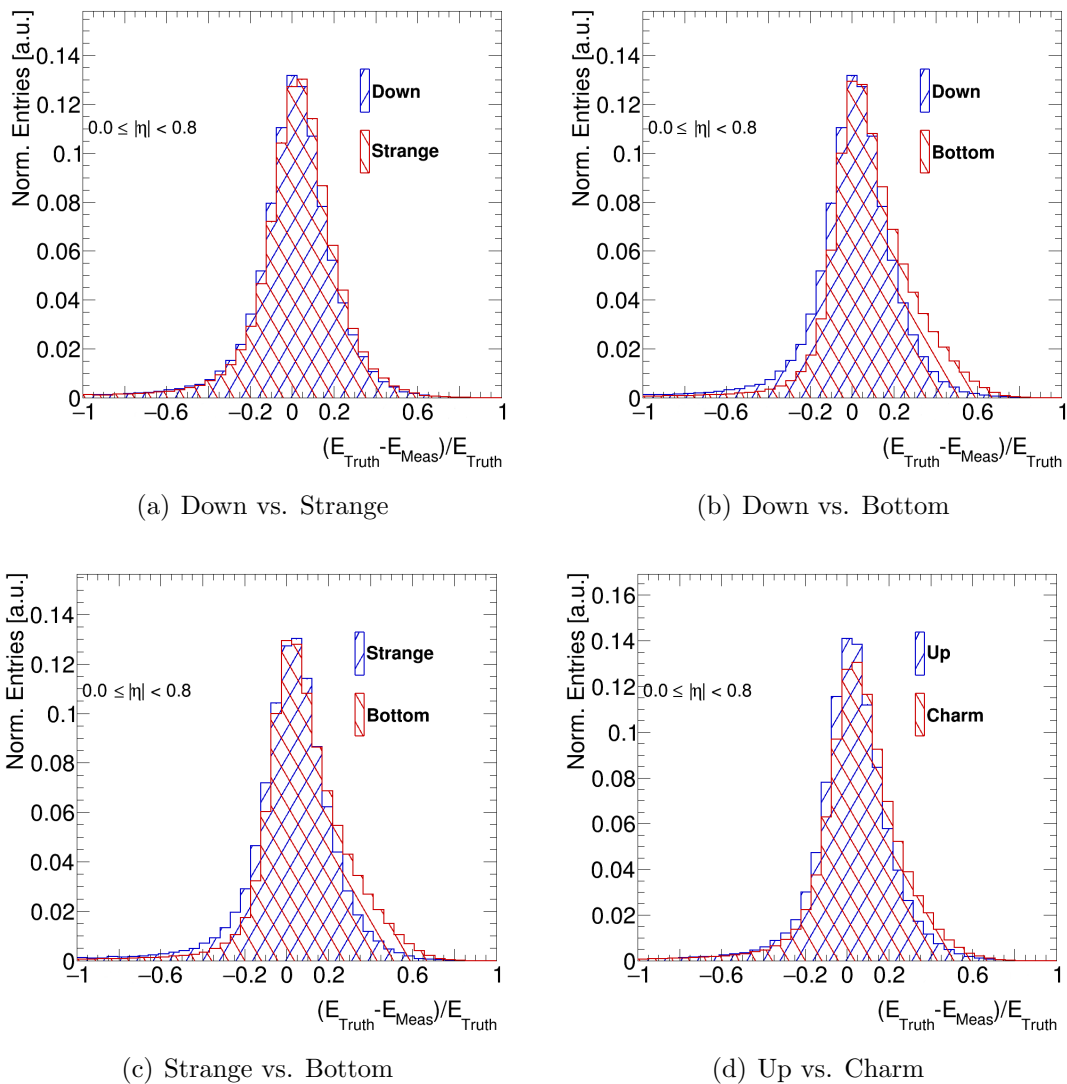 Norm. Entries [a.u.]
0.14
0.12
0.1
0.08
0.06
0.04
0.02
0
0.0 ≤ |η| < 0.8
Down
Strange
−1 −0.6 −0.2 0 0.2 0.6 1
(E_Truth-E_Meas)/E_Truth
(a) Down vs. Strange
Norm. Entries [a.u.]
0.14
0.12
0.1
0.08
0.06
0.04
0.02
0
0.0 ≤ |η| < 0.8
Down
Bottom
−1 −0.6 −0.2 0 0.2 0.6 1
(E_Truth-E_Meas)/E_Truth
(b) Down vs. Bottom
Norm. Entries [a.u.]
0.14
0.12
0.1
0.08
0.06
0.04
0.02
0
0.0 ≤ |η| < 0.8
Strange
Bottom
−1 −0.6 −0.2 0 0.2 0.6 1
(E_Truth-E_Meas)/E_Truth
(c) Strange vs. Bottom
Norm. Entries [a.u.]
0.16
0.14
0.12
0.1
0.08
0.06
0.04
0.02
0
0.0 ≤ |η| < 0.8
Up
Charm
−1 −0.6 −0.2 0 0.2 0.6 1
(E_Truth-E_Meas)/E_Truth
(d) Up vs. Charm